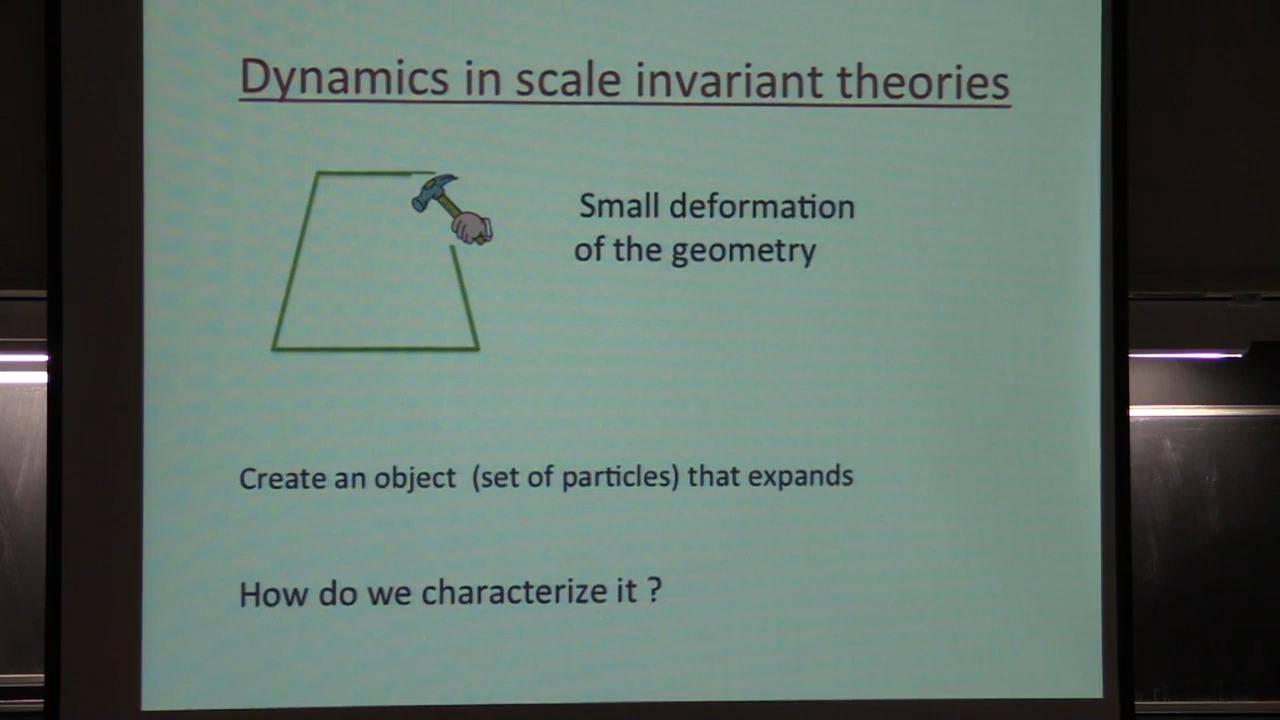 Dynamics in scale invariant theories
Small deformation
of the geometry
Create an object (set of particles) that expands
How do we characterize it ?